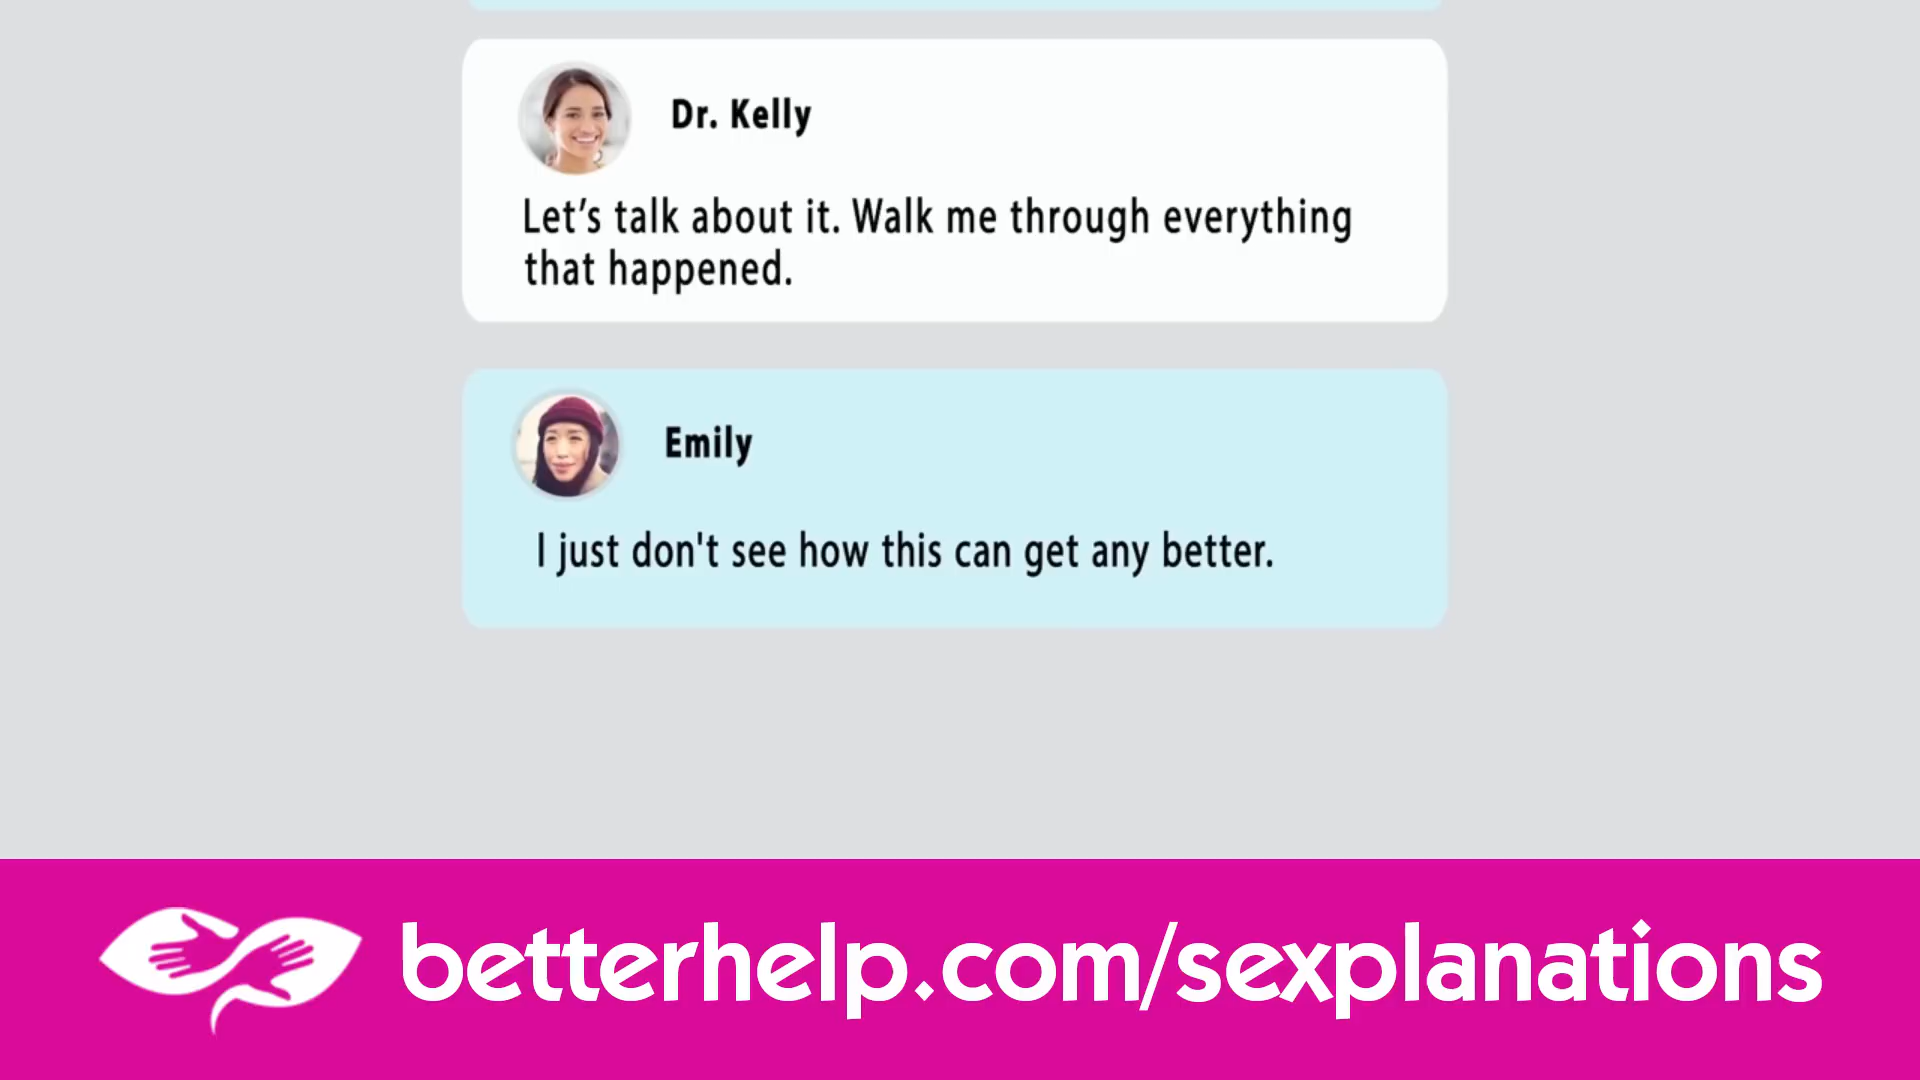 Dr. Kelly
Let’s talk about it. Walk me through everything
that happened.
Emily
I just don't see how this can get any better.
betterhelp.com/sexplanations